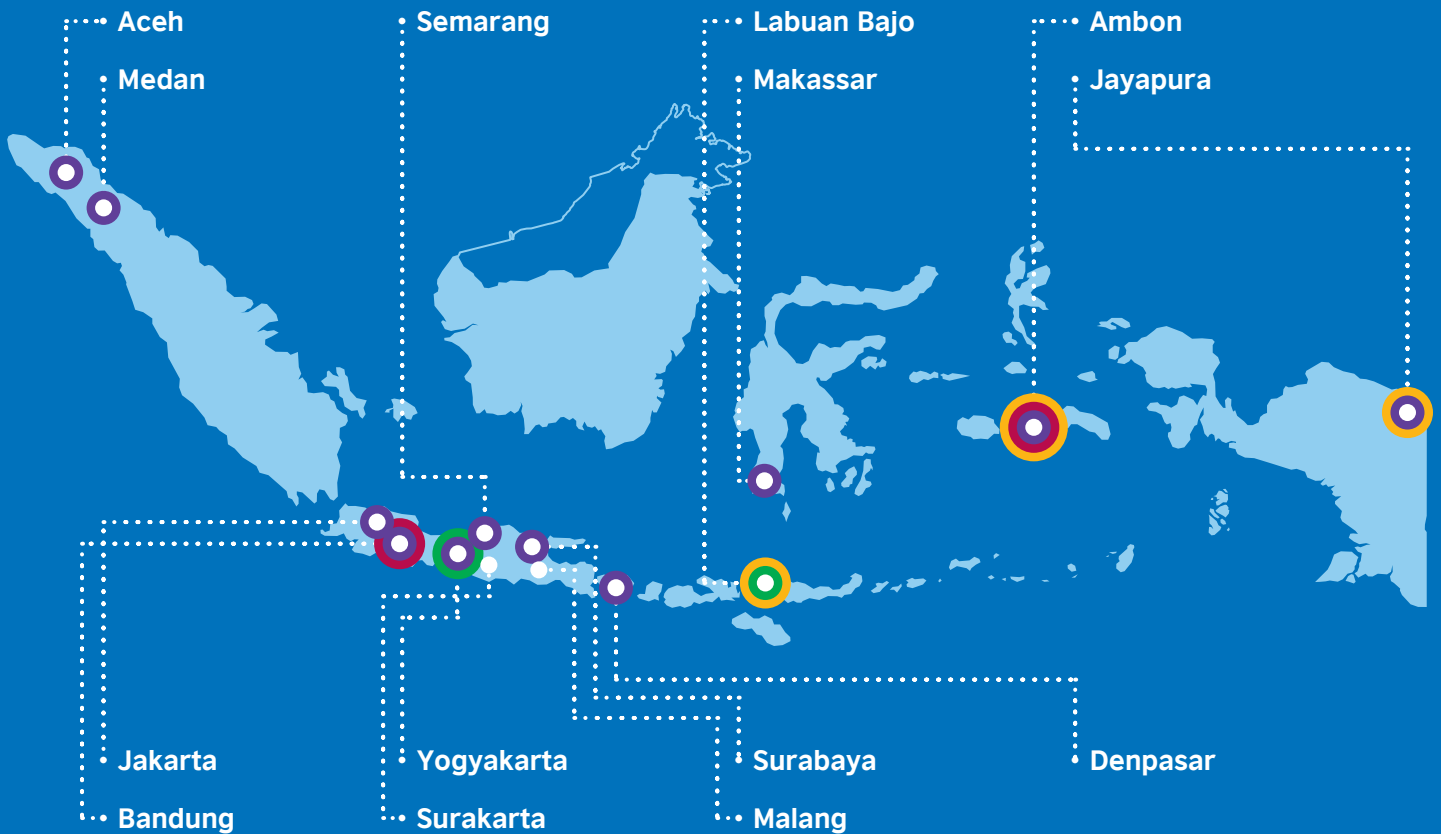 Aceh
Medan
Semarang
Labuan Bajo
Makassar
Ambon
Jayapura
Jakarta
Bandung
Yogyakarta
Surakarta
Surabaya
Malang
Denpasar